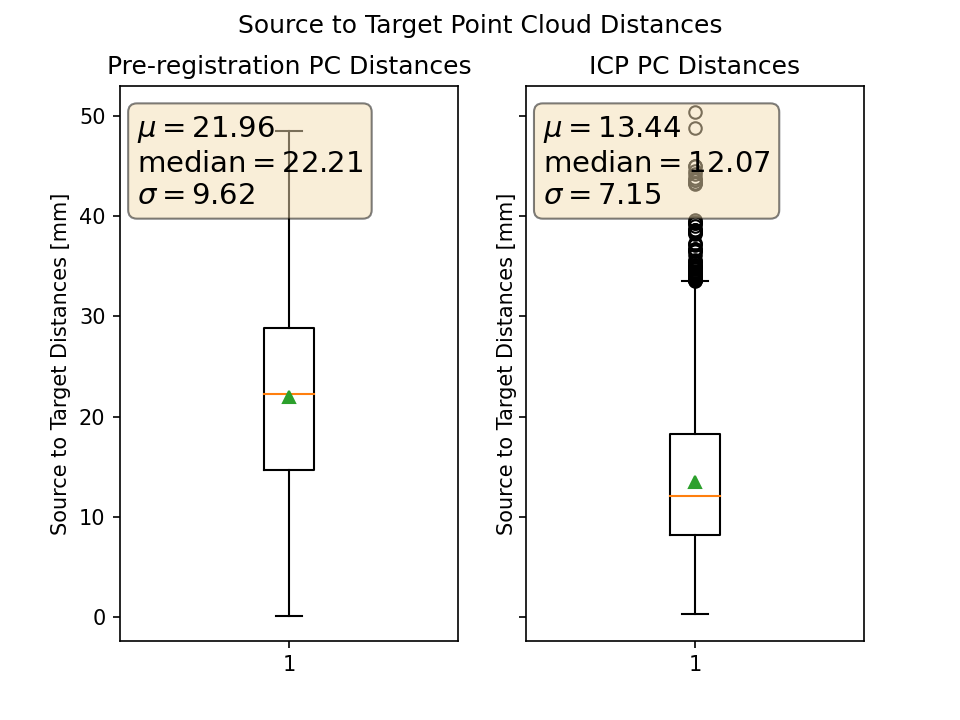 Source to Target Point Cloud Distances
Pre-registration PC Distances
Source to Target Distances [mm]
50
40
30
20
10
0
μ = 21.96
median = 22.21
σ = 9.62
1
ICP PC Distances
Source to Target Distances [mm]
μ = 13.44
median = 12.07
σ = 7.15
1